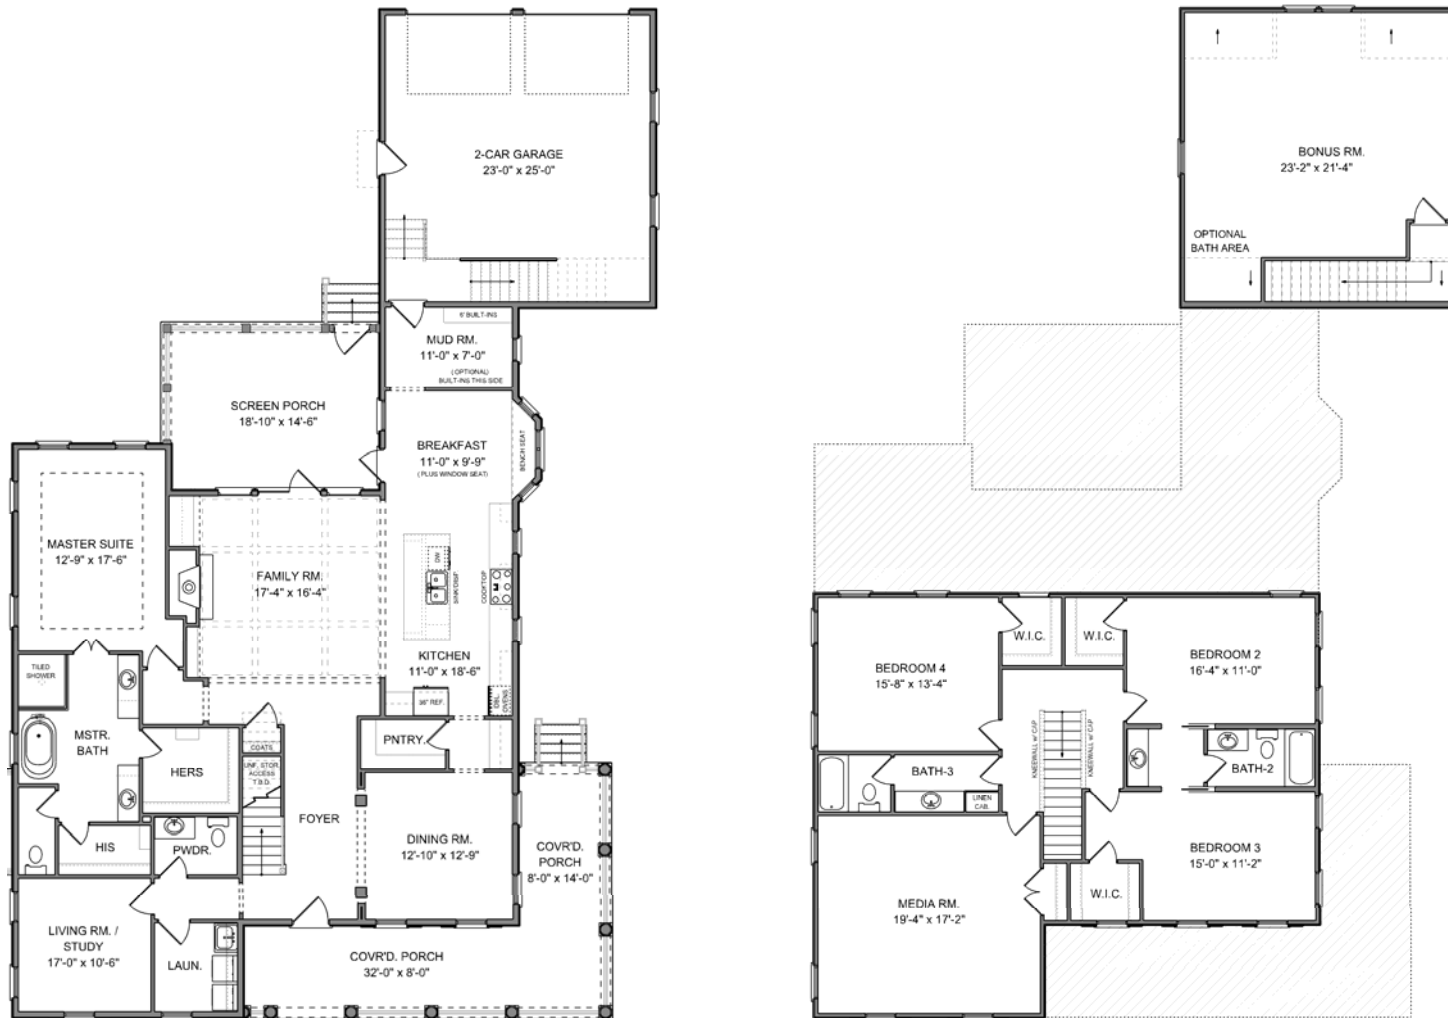 2-CAR GARAGE
23'-0" x 25'-0"
6' BUILT-INS
MUD RM.
11'-0" x 7'-0"
(OPTIONAL)
BUILT-INS THIS SIDE
SCREEN PORCH
18'-10" x 14'-6"
BREAKFAST
11'-0" x 9'-9"
(PLUS WINDOW SEAT)
BENCH SEAT
MASTER SUITE
12'-9" x 17'-6"
FAMILY RM.
17'-4" x 16'-4"
DW
SINK/DISP.
COOKTOP
KITCHEN
11'-0" x 18'-6"
36" REF.
DBL.
OVENS
TILED
SHOWER
MSTR.
BATH
HERS
COATS
UNF. STOR.
ACCESS
T.B.D.
PNTRY.
FOYER
DINING RM.
12'-10" x 12'-9"
COVR'D.
PORCH
8'-0" x 14'-0"
HIS
PWDR.
LIVING RM. /
STUDY
17'-0" x 10'-6"
LAUN.
COVR'D. PORCH
32'-0" x 8'-0"
BONUS RM.
23'-2" x 21'-4"
OPTIONAL
BATH AREA
W.I.C.
W.I.C.
BEDROOM 4
15'-8" x 13'-4"
BEDROOM 2
16'-4" x 11'-0"
KNEEWALL w/ CAP
KNEEWALL w/ CAP
BATH-3
LINEN
CAB.
BATH-2
BEDROOM 3
15'-0" x 11'-2"
W.I.C.
MEDIA RM.
19'-4" x 17'-2"